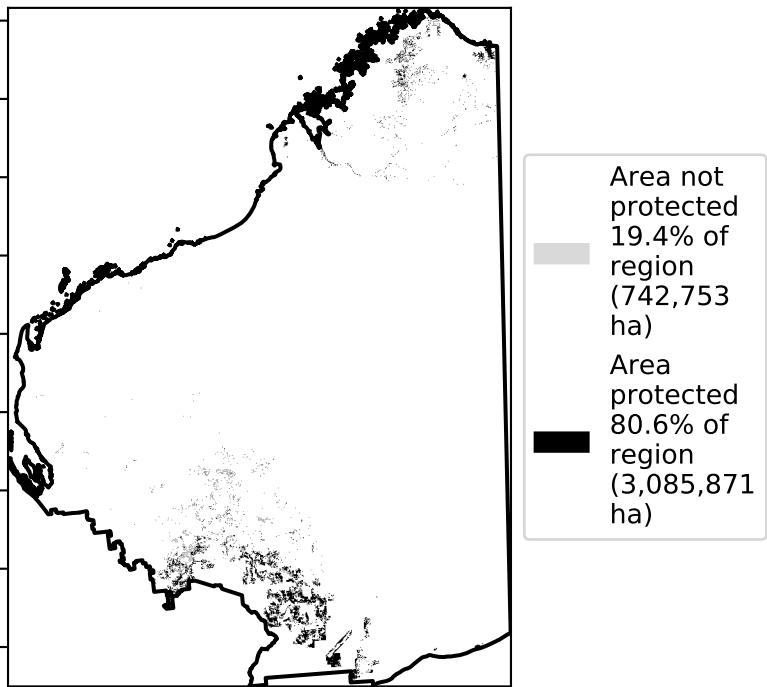 Area not
protected
19.4% of
region
(742,753
ha)
Area
protected
80.6% of
region
(3,085,871
ha)